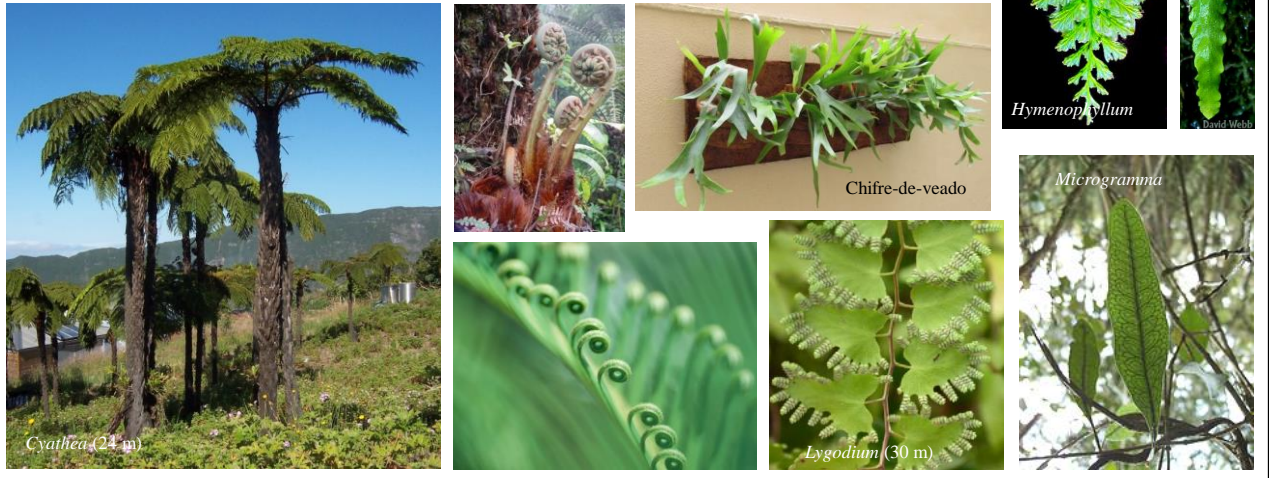 Hymenophyllum
David Webb
Chifre-de-veado
Microgramma
Cyathea (24 m)
Lygodium (30 m)